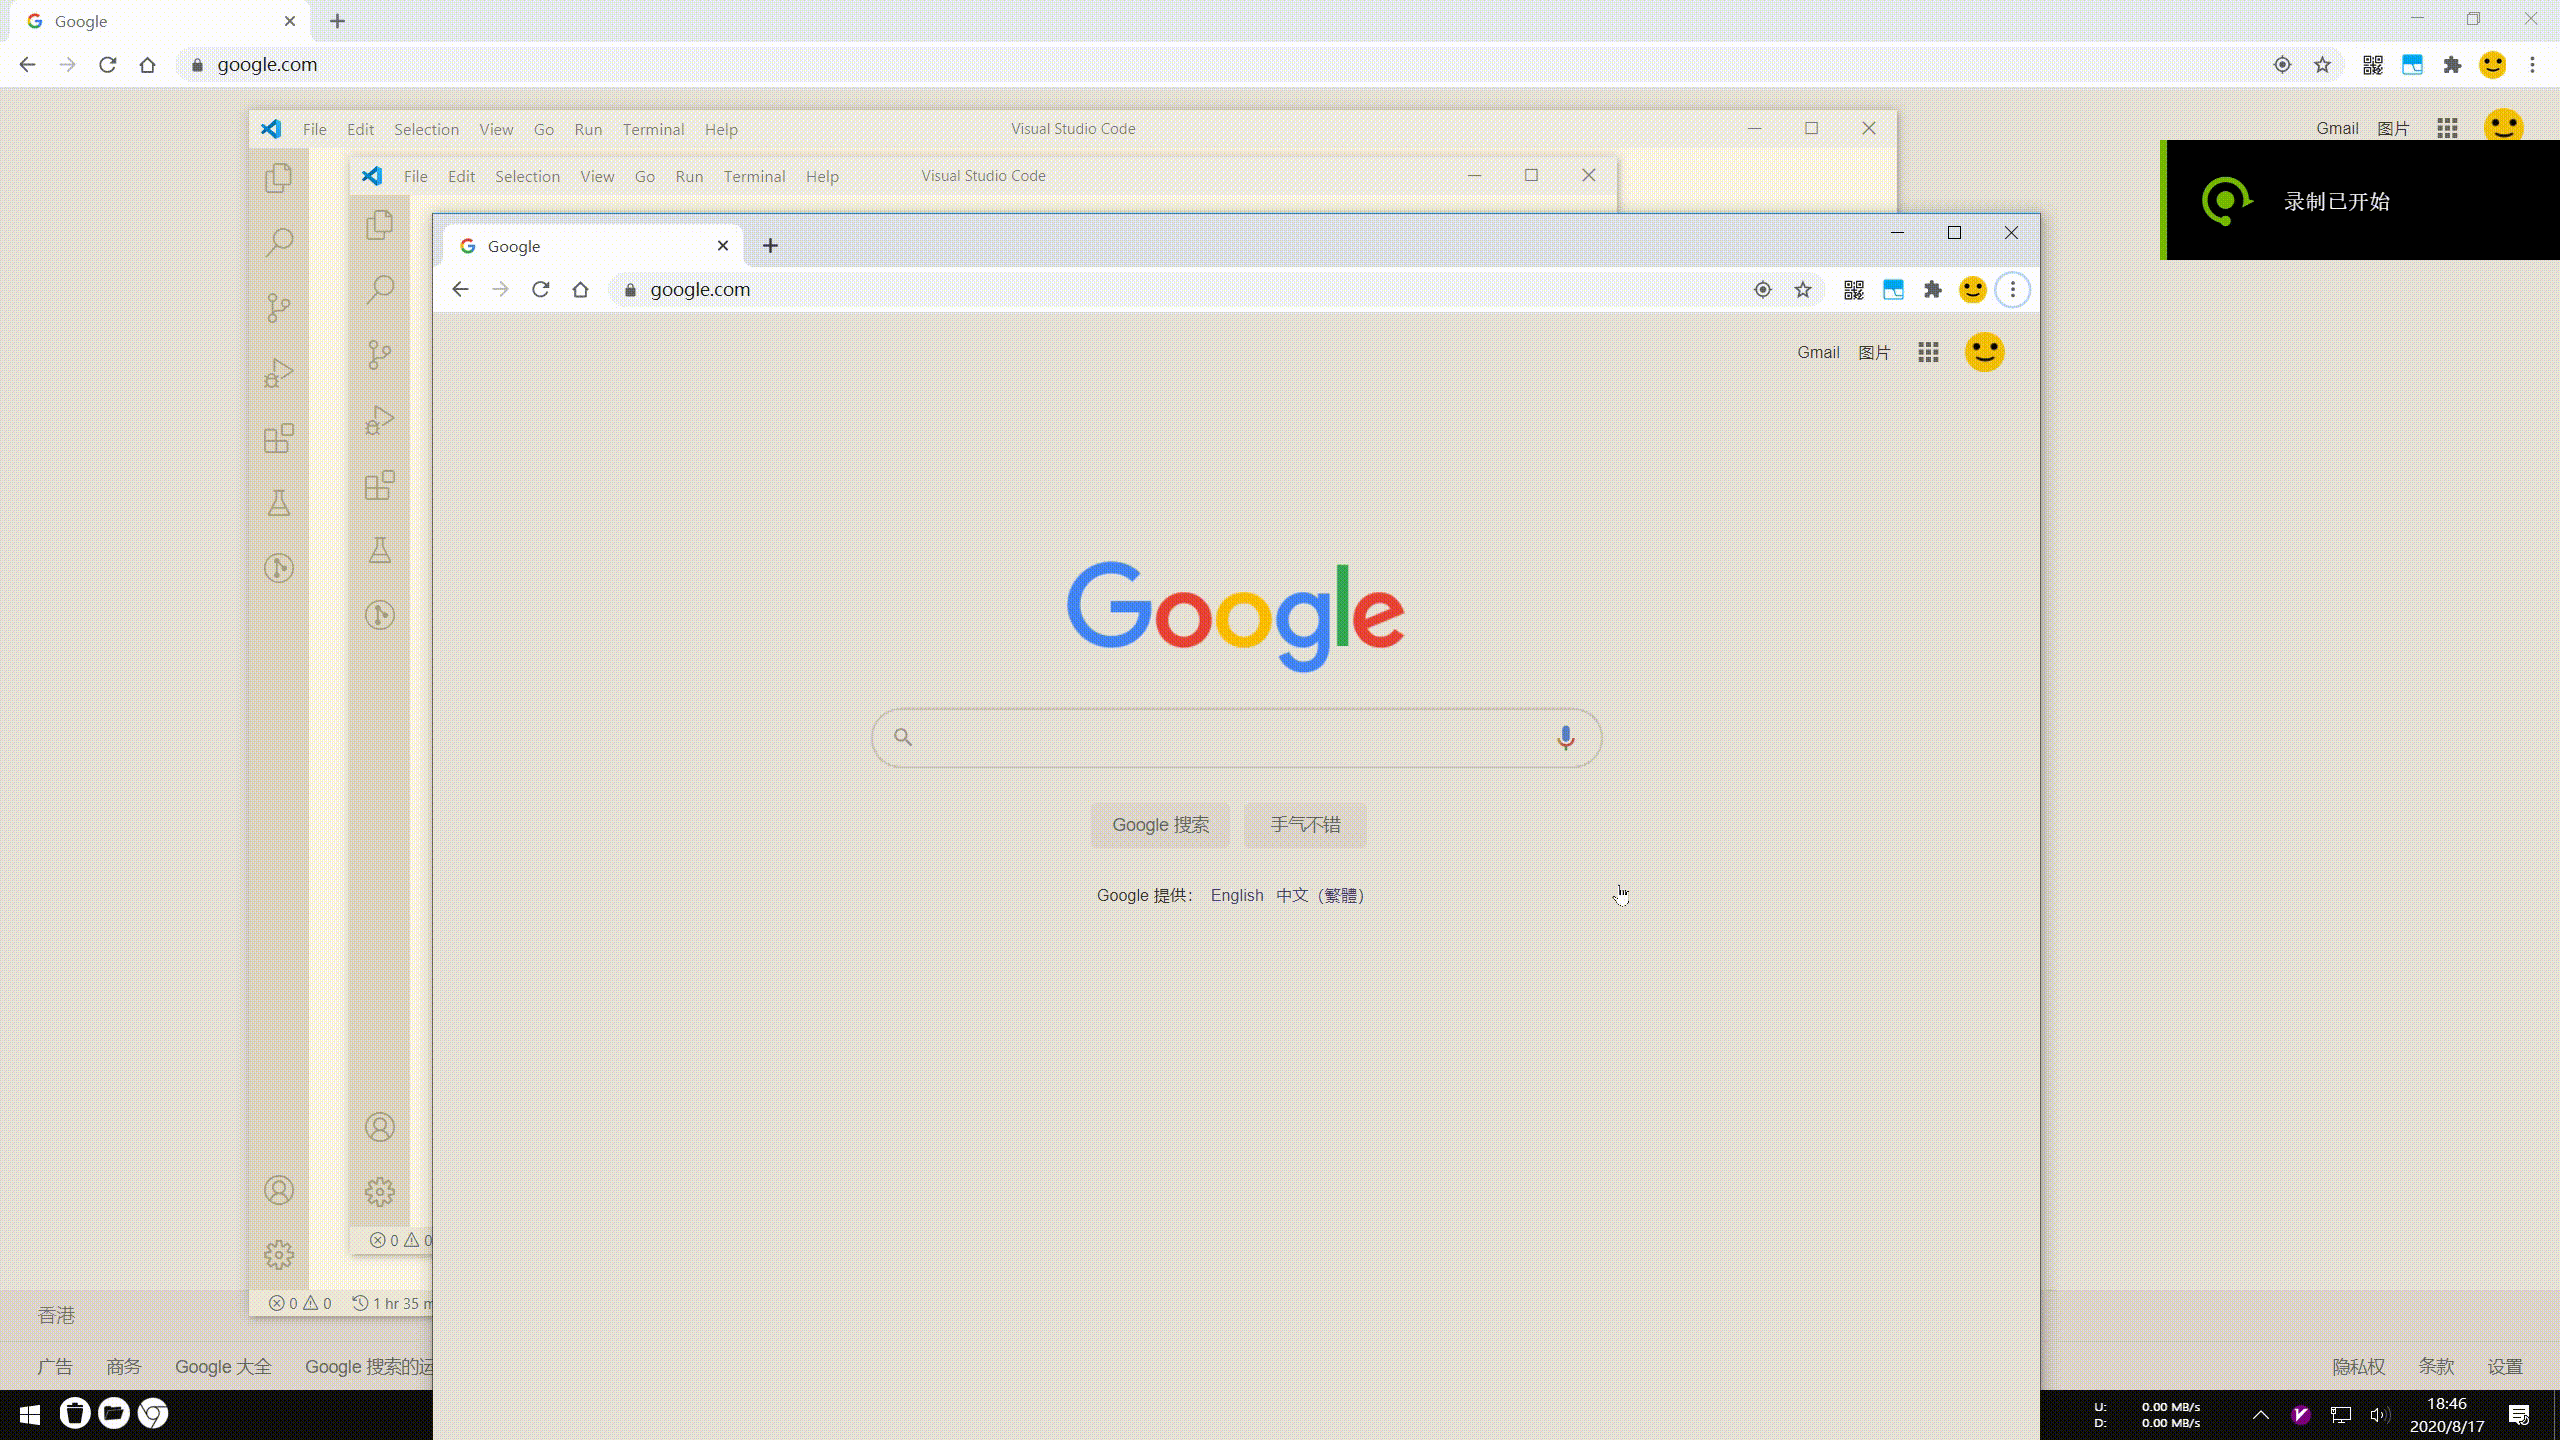 Google
google.com
Gmail 图片
File Edit Selection View Go Run Terminal Help Visual Studio Code
File Edit Selection View Go Run Terminal Help Visual Studio Code
录制已开始
Google
google.com
Gmail 图片
Google
Google 搜索 手气不错
Google 提供： English 中文（繁體）
0 0
0 0 1 hr 35
香港
广告 商务 Google 大全 Google 搜索的运
隐私权 条款 设置
U: 0.00 MB/s
D: 0.00 MB/s
18:46
2020/8/17